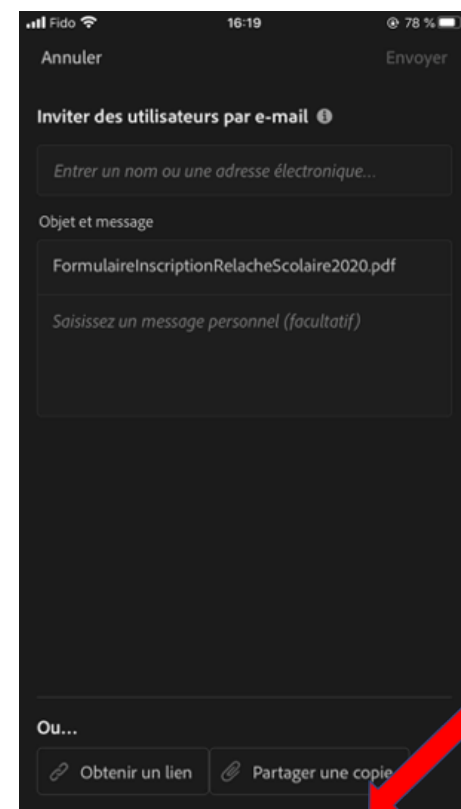 Fido 16:19 78 %
Annuler Envoyer
Inviter des utilisateurs par e-mail
Entrer un nom ou une adresse électronique...
Objet et message
FormulaireInscriptionRelacheScolaire2020.pdf
Saisissez un message personnel (facultatif)
Ou...
Obtenir un lien Partager une copie